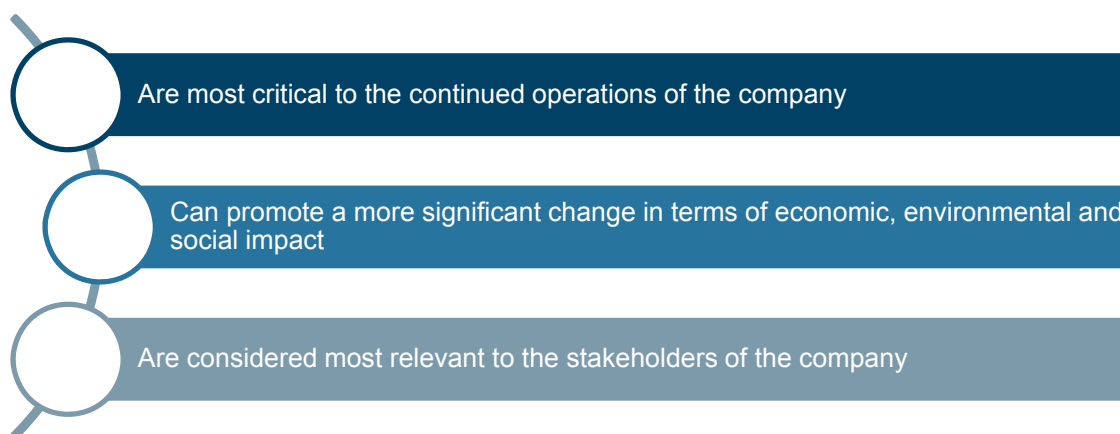 Are most critical to the continued operations of the company
Can promote a more significant change in terms of economic, environmental and
social impact
Are considered most relevant to the stakeholders of the company